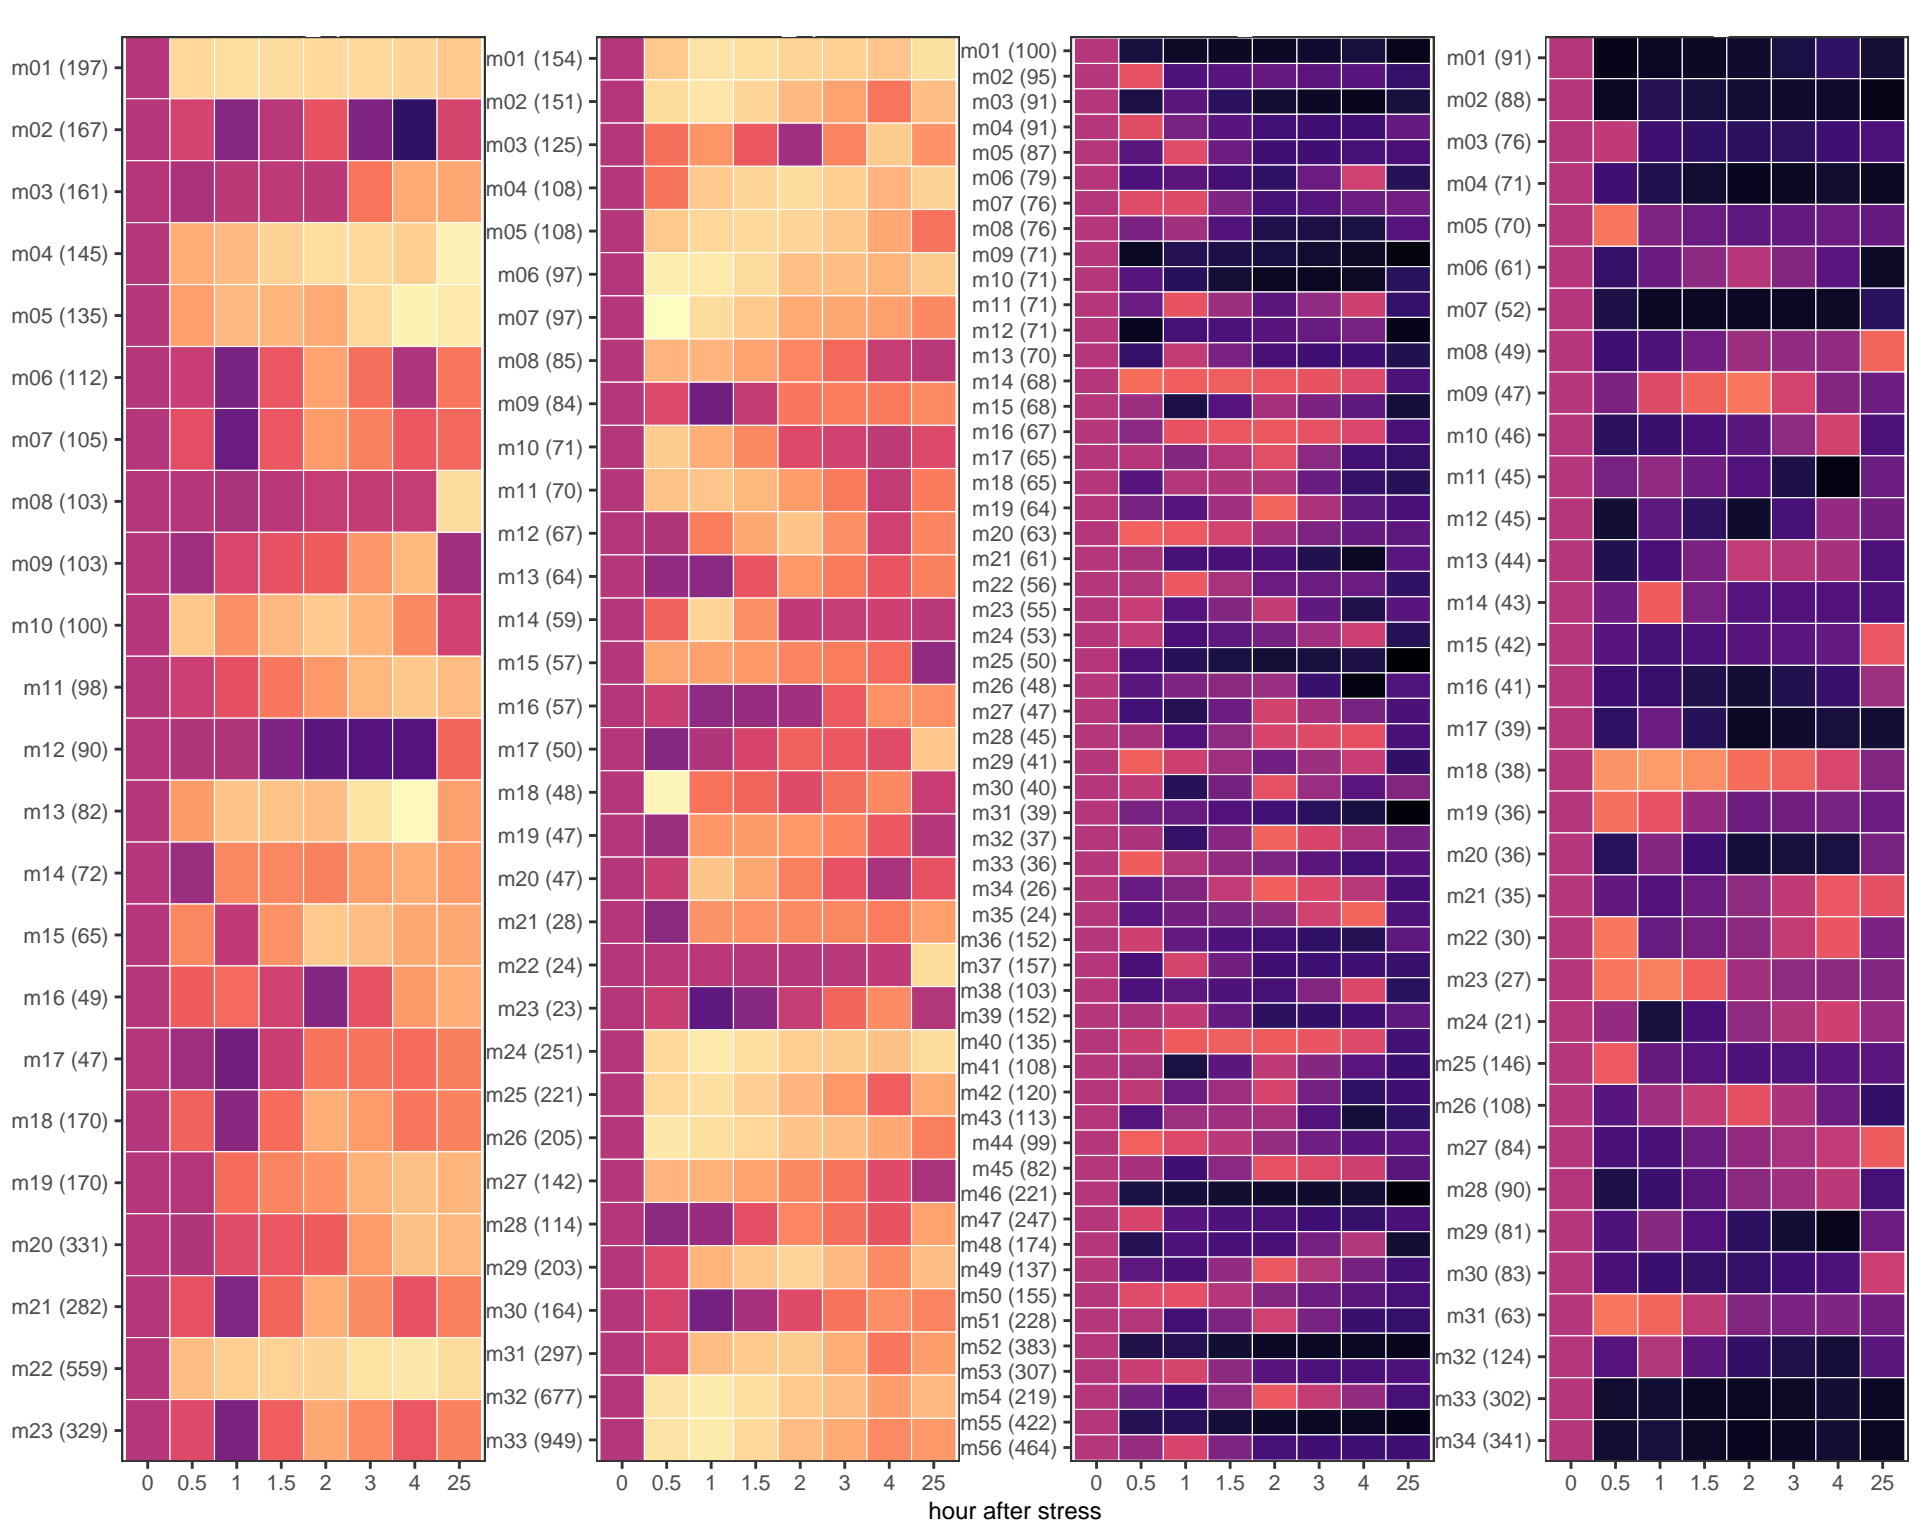 m01 (197)
m02 (167)
m03 (161)
m04 (145)
m05 (135)
m06 (112)
m07 (105)
m08 (103)
m09 (103)
m10 (100)
m11 (98)
m12 (90)
m13 (82)
m14 (72)
m15 (65)
m16 (49)
m17 (47)
m18 (170)
m19 (170)
m20 (331)
m21 (282)
m22 (559)
m23 (329)
0 0.5 1 1.5 2 3 4 25
m01 (154)
m02 (151)
m03 (125)
m04 (108)
m05 (108)
m06 (97)
m07 (97)
m08 (85)
m09 (84)
m10 (71)
m11 (70)
m12 (67)
m13 (64)
m14 (59)
m15 (57)
m16 (57)
m17 (50)
m18 (48)
m19 (47)
m20 (47)
m21 (28)
m22 (24)
m23 (23)
m24 (251)
m25 (221)
m26 (205)
m27 (142)
m28 (114)
m29 (203)
m30 (164)
m31 (297)
m32 (677)
m33 (949)
0 0.5 1 1.5 2 3 4 25
m01 (100)
m02 (95)
m03 (91)
m04 (91)
m05 (87)
m06 (79)
m07 (76)
m08 (76)
m09 (71)
m10 (71)
m11 (71)
m12 (71)
m13 (70)
m14 (68)
m15 (68)
m16 (67)
m17 (65)
m18 (65)
m19 (64)
m20 (63)
m21 (61)
m22 (56)
m23 (55)
m24 (53)
m25 (50)
m26 (48)
m27 (47)
m28 (45)
m29 (41)
m30 (40)
m31 (39)
m32 (37)
m33 (36)
m34 (26)
m35 (24)
m36 (152)
m37 (157)
m38 (103)
m39 (152)
m40 (135)
m41 (108)
m42 (120)
m43 (113)
m44 (99)
m45 (82)
m46 (221)
m47 (247)
m48 (174)
m49 (137)
m50 (155)
m51 (228)
m52 (383)
m53 (307)
m54 (219)
m55 (422)
m56 (464)
0 0.5 1 1.5 2 3 4 25
m01 (91)
m02 (88)
m03 (76)
m04 (71)
m05 (70)
m06 (61)
m07 (52)
m08 (49)
m09 (47)
m10 (46)
m11 (45)
m12 (45)
m13 (44)
m14 (43)
m15 (42)
m16 (41)
m17 (39)
m18 (38)
m19 (36)
m20 (36)
m21 (35)
m22 (30)
m23 (27)
m24 (21)
m25 (146)
m26 (108)
m27 (84)
m28 (90)
m29 (81)
m30 (83)
m31 (63)
m32 (124)
m33 (302)
m34 (341)
0 0.5 1 1.5 2 3 4 25
hour after stress